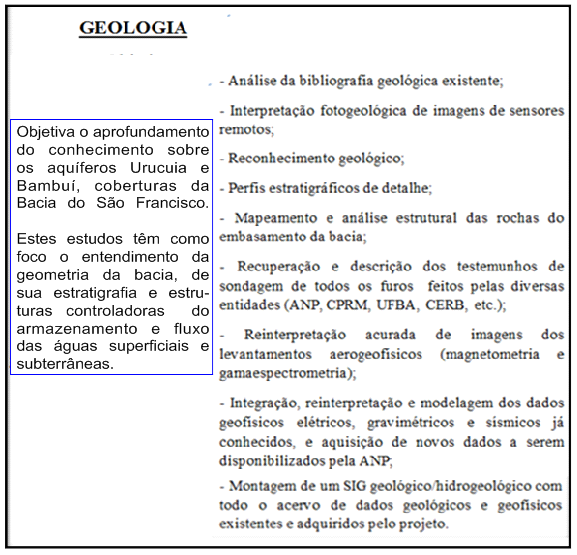 GEOLOGIA
Objetiva o aprofundamento
do conhecimento sobre
os aquíferos Urucuia e
Bambuí, coberturas da
Bacia do São Francisco.
Estes estudos têm como
foco o entendimento da
geometria da bacia, de
sua estratigrafia e estru-
turas controladoras do
armazenamento e fluxo
das águas superficiais e
subterrâneas.
- Análise da bibliografia geológica existente;
- Interpretação fotogeológica de imagens de sensores
remotos;
- Reconhecimento geológico;
- Perfis estratigráficos de detalhe;
- Mapeamento e análise estrutural das rochas do
embasamento da bacia;
- Recuperação e descrição dos testemunhos de
sondagem de todos os furos feitos pelas diversas
entidades (ANP, CPRM, UFBA, CERB, etc.);
- Reinterpretação acurada de imagens dos
levantamentos aerogeofísicos (magnetometria e
gamaespectrometria);
- Integração, reinterpretação e modelagem dos dados
geofísicos elétricos, gravimétricos e sísmicos já
conhecidos, e aquisição de novos dados a serem
disponibilizados pela ANP;
- Montagem de um SIG geológico/hidrogeológico com
todo o acervo de dados geológicos e geofísicos
existentes e adquiridos pelo projeto.